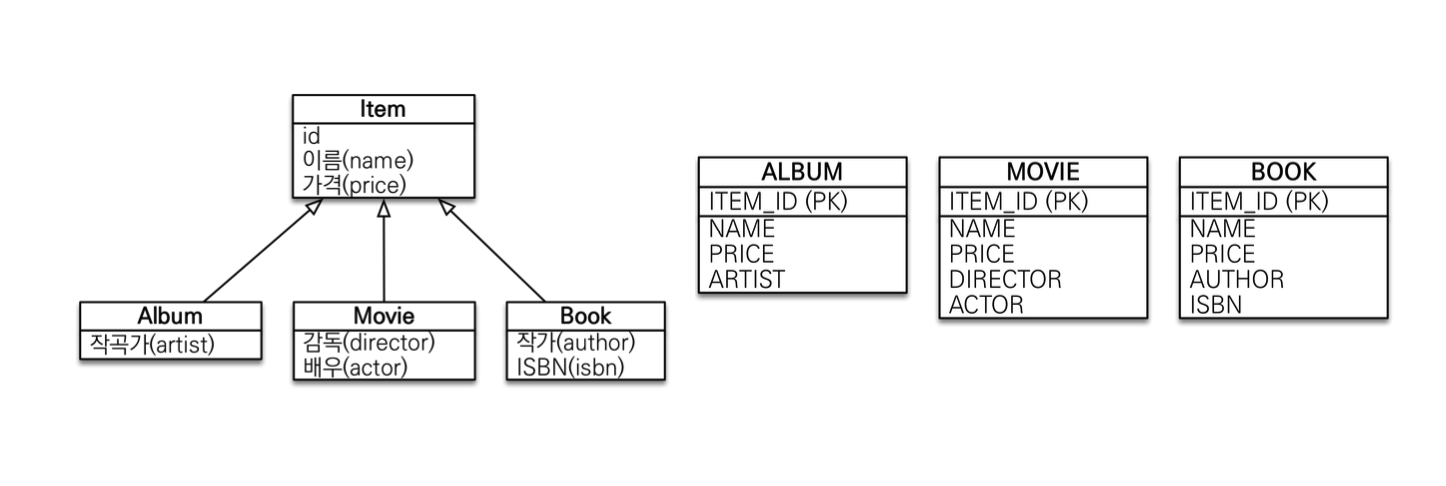 Item
id
이름(name)
가격(price)
Album
작곡가(artist)
Movie
감독(director)
배우(actor)
Book
작가(author)
ISBN(isbn)
ALBUM
ITEM_ID (PK)
NAME
PRICE
ARTIST
MOVIE
ITEM_ID (PK)
NAME
PRICE
DIRECTOR
ACTOR
BOOK
ITEM_ID (PK)
NAME
PRICE
AUTHOR
ISBN